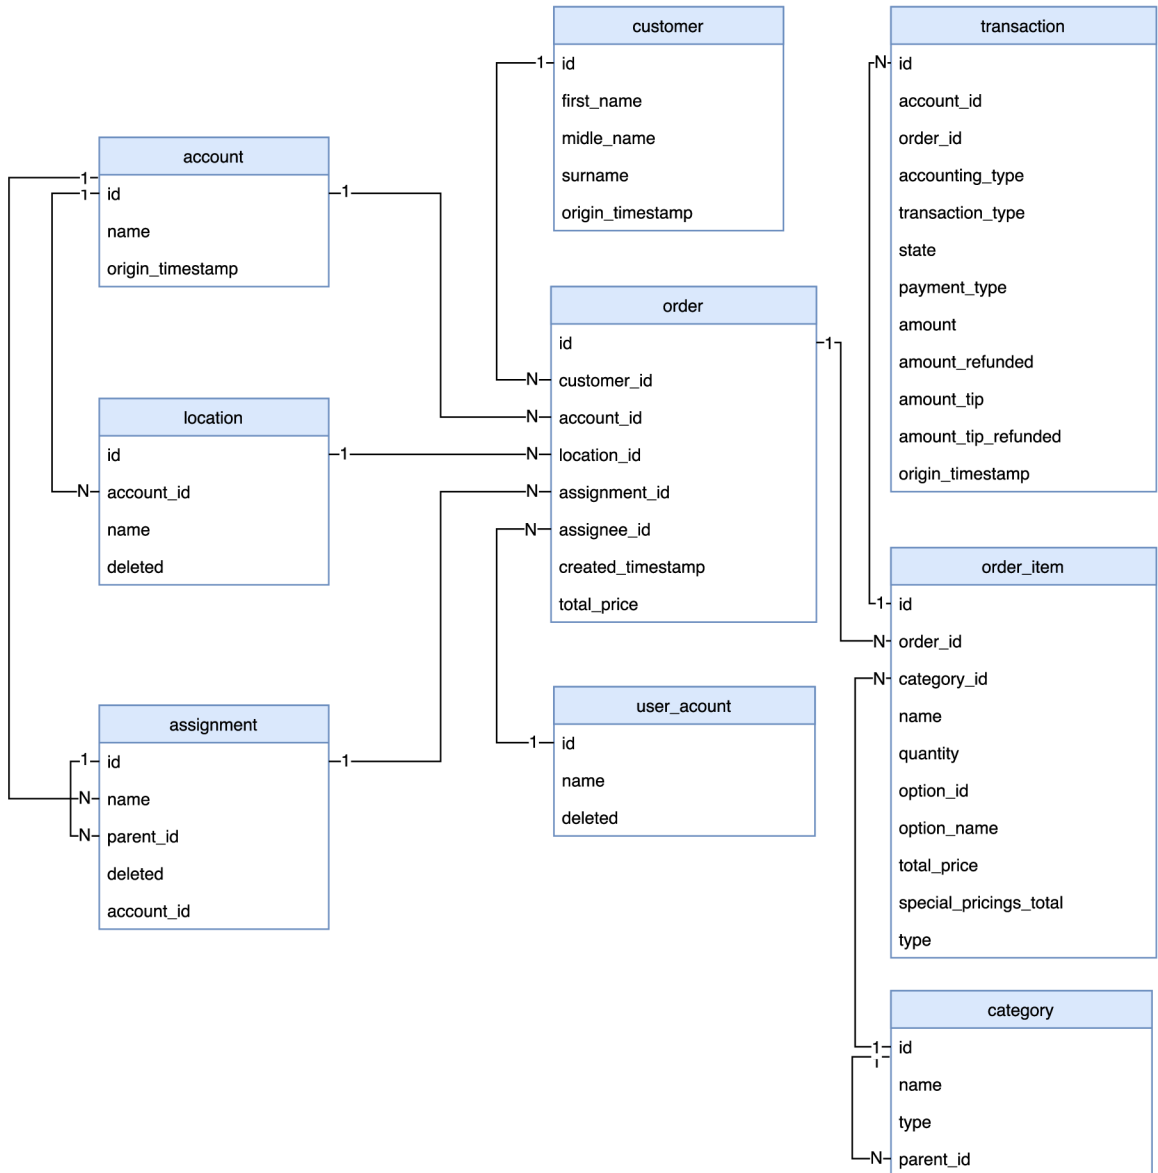 customer
1
id
first_name
midle_name
surname
origin_timestamp
transaction
N
id
account_id
order_id
accounting_type
transaction_type
state
payment_type
amount
amount_refunded
amount_tip
amount_tip_refunded
origin_timestamp
account
1
1
id
1
name
origin_timestamp
order
id
1
N
customer_id
N
account_id
N
location_id
N
assignment_id
N
assignee_id
created_timestamp
total_price
location
id
1
N
account_id
name
deleted
order_item
1
id
N
order_id
N
category_id
name
quantity
option_id
option_name
total_price
special_pricings_total
type
assignment
1
id
1
N
name
N
parent_id
deleted
account_id
user_acount
1
id
name
deleted
category
1
id
1
name
type
N
parent_id